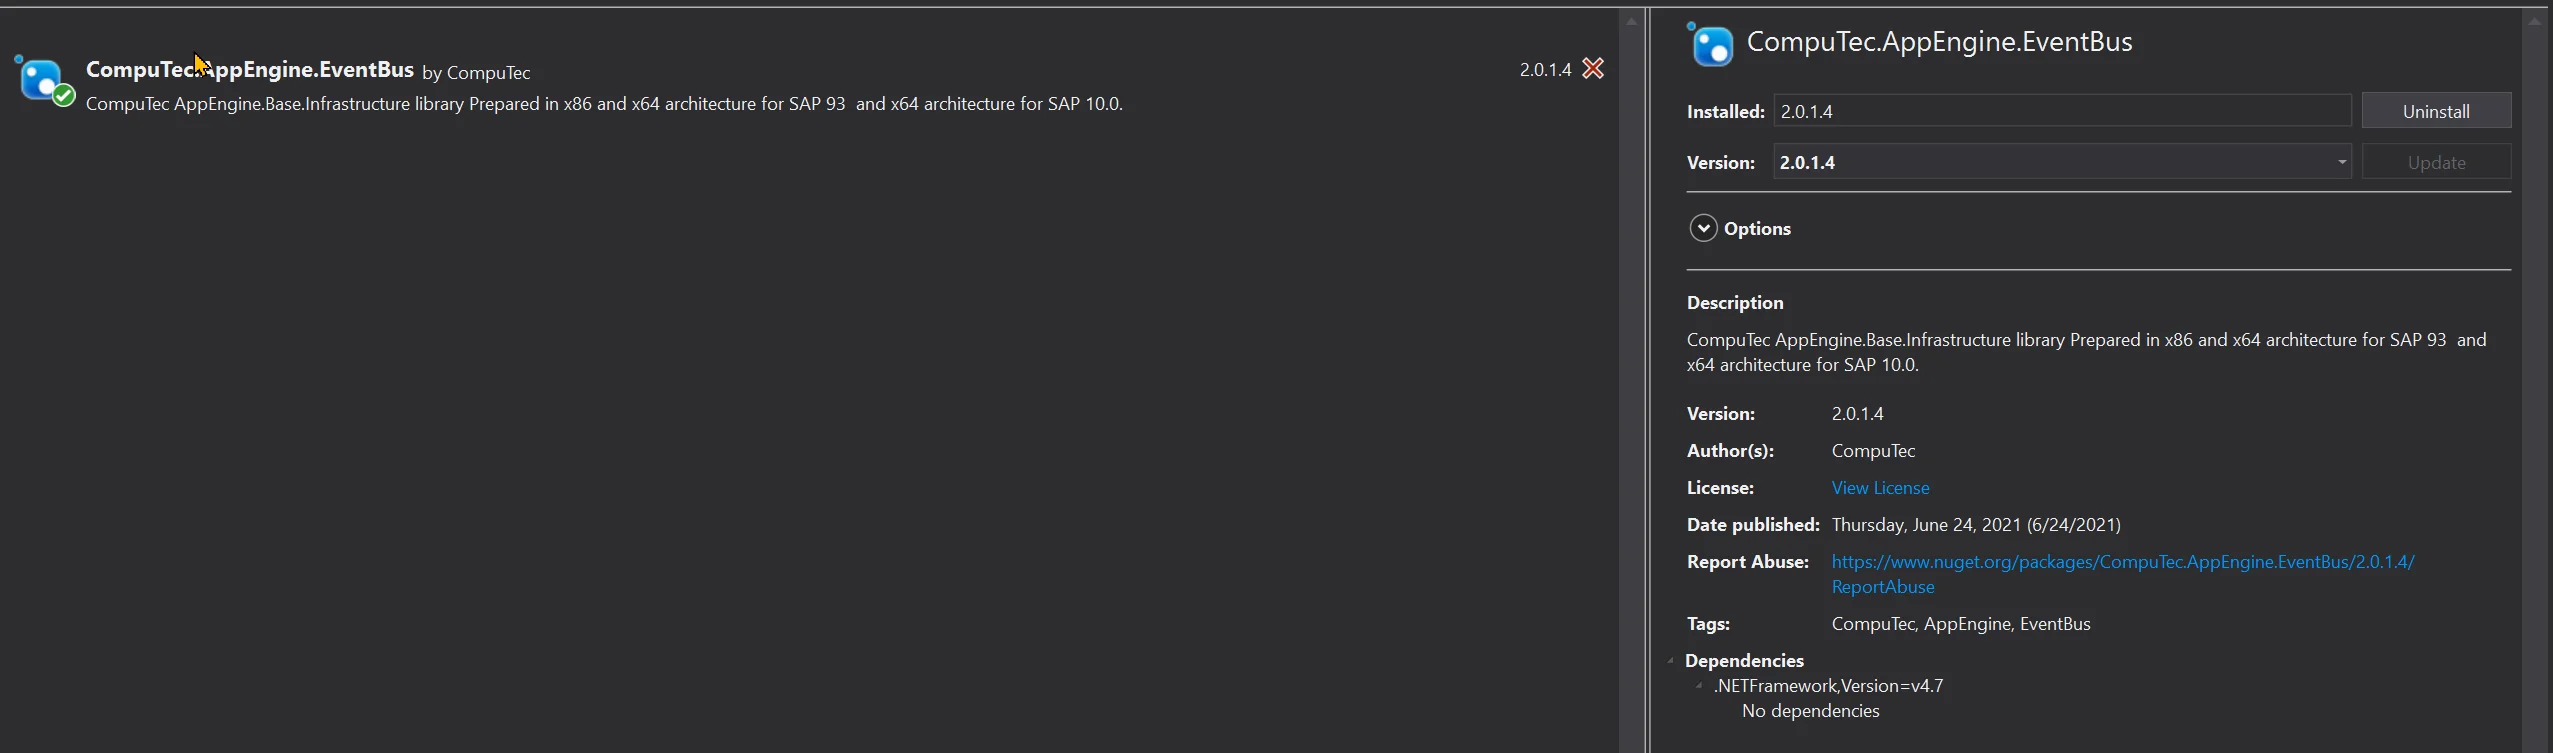 CompuTec.AppEngine.EventBus by CompuTec
2.0.1.4
CompuTec AppEngine.Base.Infrastructure library Prepared in x86 and x64 architecture for SAP 93  and x64 architecture for SAP 10.0.
CompuTec.AppEngine.EventBus
Installed: 2.0.1.4 Uninstall
Version: 2.0.1.4 Update
Options
Description
CompuTec AppEngine.Base.Infrastructure library Prepared in x86 and x64 architecture for SAP 93  and
x64 architecture for SAP 10.0.
Version: 2.0.1.4
Author(s): CompuTec
License: View License
Date published: Thursday, June 24, 2021 (6/24/2021)
Report Abuse: https://www.nuget.org/packages/CompuTec.AppEngine.EventBus/2.0.1.4/
ReportAbuse
Tags: CompuTec, AppEngine, EventBus
Dependencies
.NETFramework,Version=v4.7
No dependencies